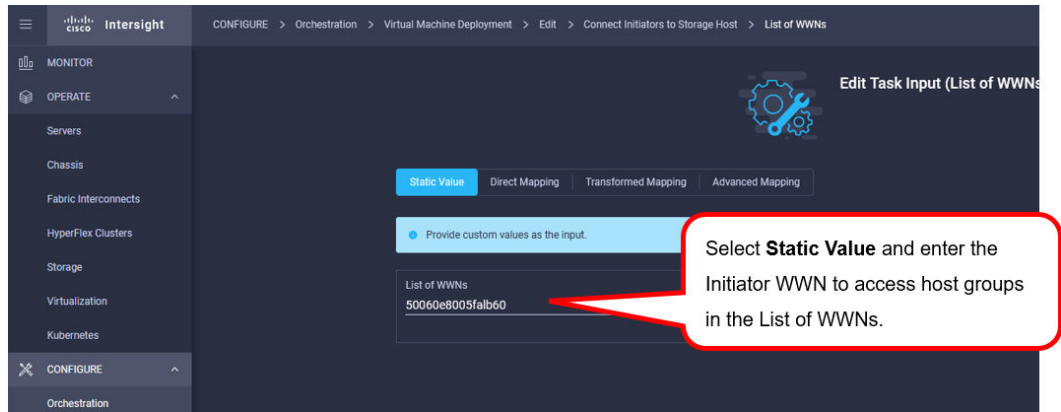 cisco Intersight
CONFIGURE > Orchestration > Virtual Machine Deployment > Edit > Connect Initiators to Storage Host > List of WWNs
MONITOR
OPERATE
Servers
Chassis
Fabric Interconnects
HyperFlex Clusters
Storage
Virtualization
Kubernetes
CONFIGURE
Orchestration
Edit Task Input (List of WWNs
Static Value Direct Mapping Transformed Mapping Advanced Mapping
Provide custom values as the input.
List of WWNs
50060e8005falb60
Select Static Value and enter the
Initiator WWN to access host groups
in the List of WWNs.